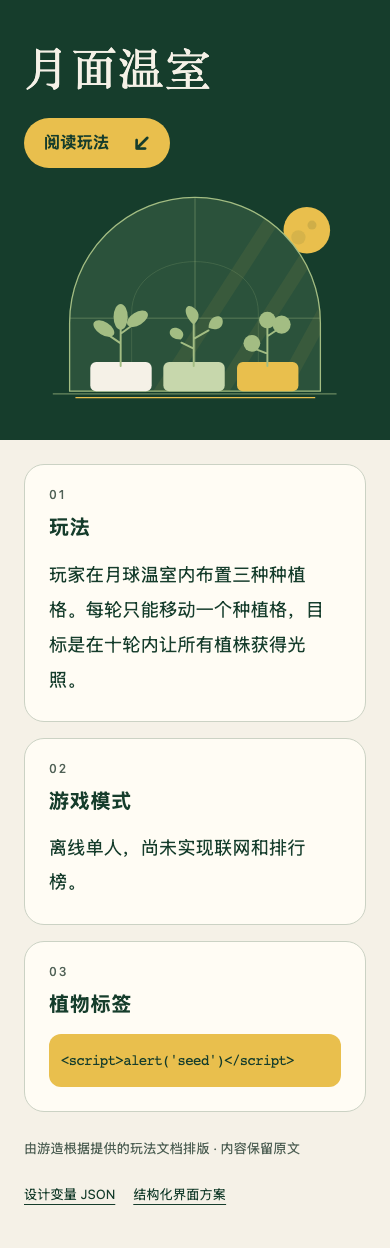 月面温室
阅读玩法 ↙
01
玩法
玩家在月球温室内布置三种种植
格。每轮只能移动一个种植格，目
标是在十轮内让所有植株获得光
照。
02
游戏模式
离线单人，尚未实现联网和排行
榜。
03
植物标签
<script>alert('seed')</script>
由游造根据提供的玩法文档排版 · 内容保留原文
设计变量 JSON 结构化界面方案